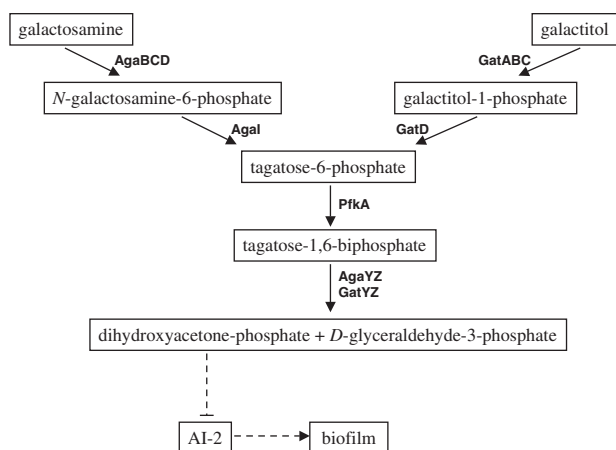 galactosamine
galactitol
AgaBCD
GatABC
N-galactosamine-6-phosphate
galactitol-1-phosphate
AgaI
GatD
tagatose-6-phosphate
PfkA
tagatose-1,6-biphosphate
AgaYZ
GatYZ
dihydroxyacetone-phosphate + D-glyceraldehyde-3-phosphate
AI-2
biofilm